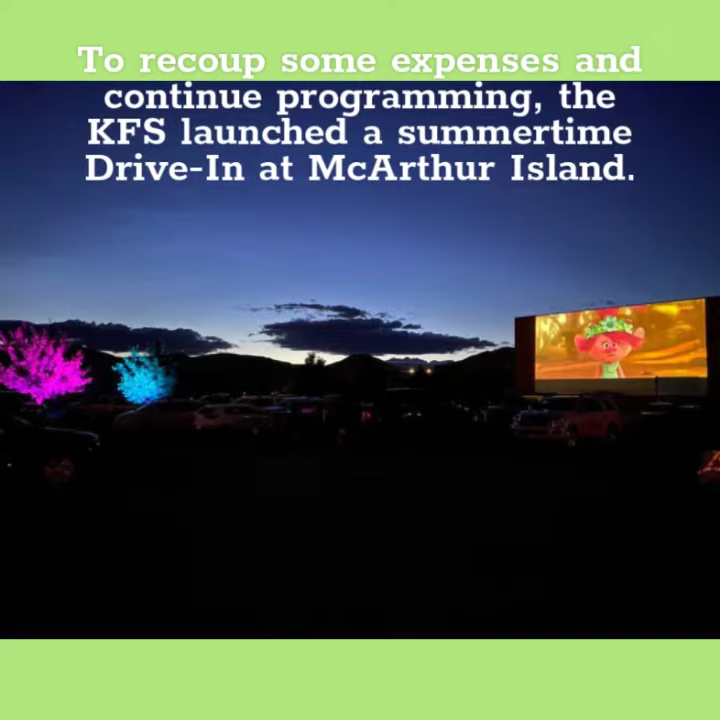 To recoup some expenses and
continue programming, the
KFS launched a summertime
Drive-In at McArthur Island.